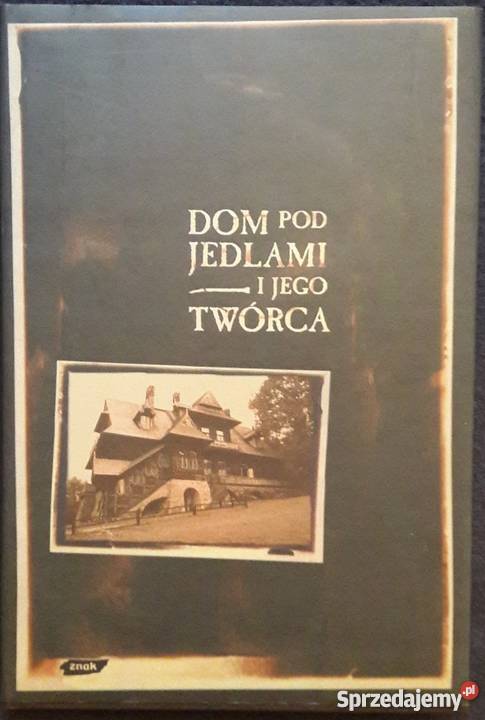 DOM POD
JEDLAMI
I JEGO
TWÓRCA
znak
Sprzedajemy.pl